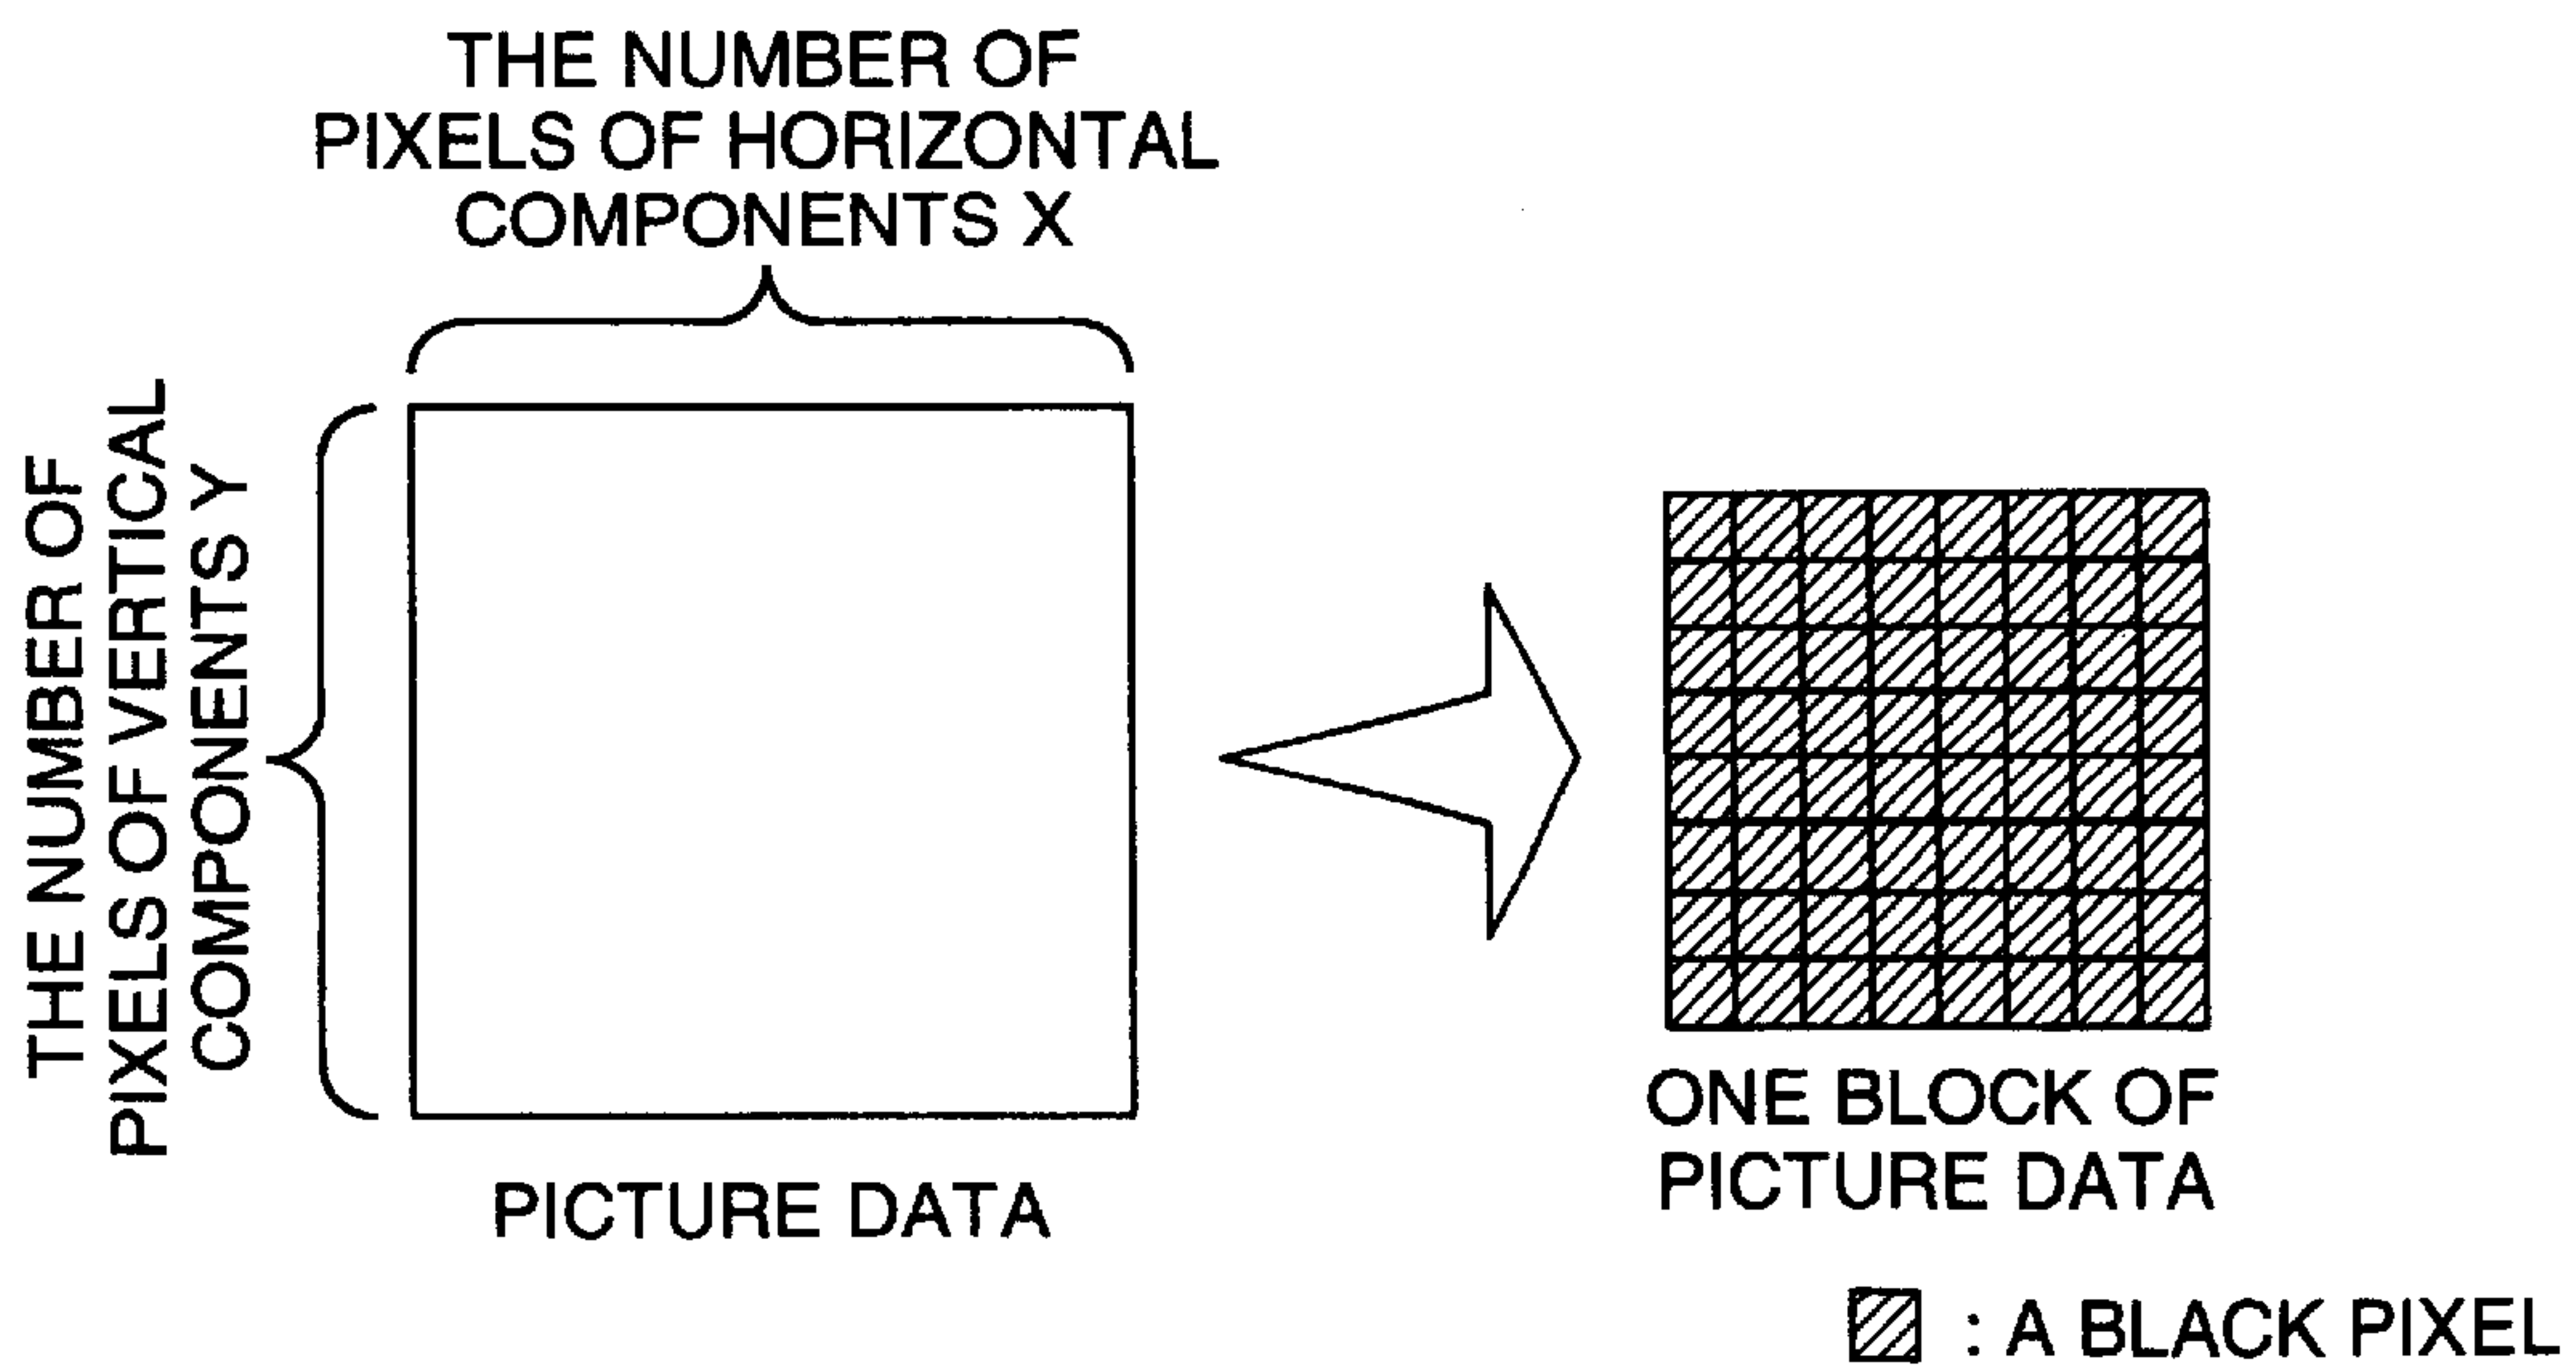 THE NUMBER OF
PIXELS OF HORIZONTAL
COMPONENTS X
THE NUMBER OF
PIXELS OF VERTICAL
COMPONENTS Y
PICTURE DATA
ONE BLOCK OF
PICTURE DATA
: A BLACK PIXEL